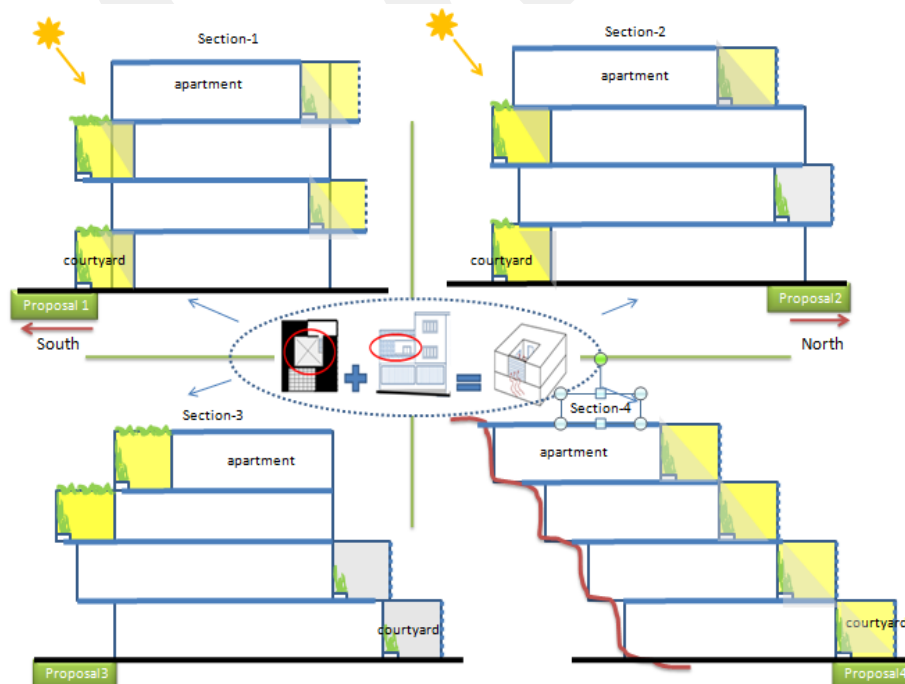 Section-1
Section-2
apartment
apartment
courtyard
courtyard
Proposal 1
Proposal2
South
North
Section-3
Section-4
apartment
apartment
courtyard
courtyard
Proposal3
Proposal4